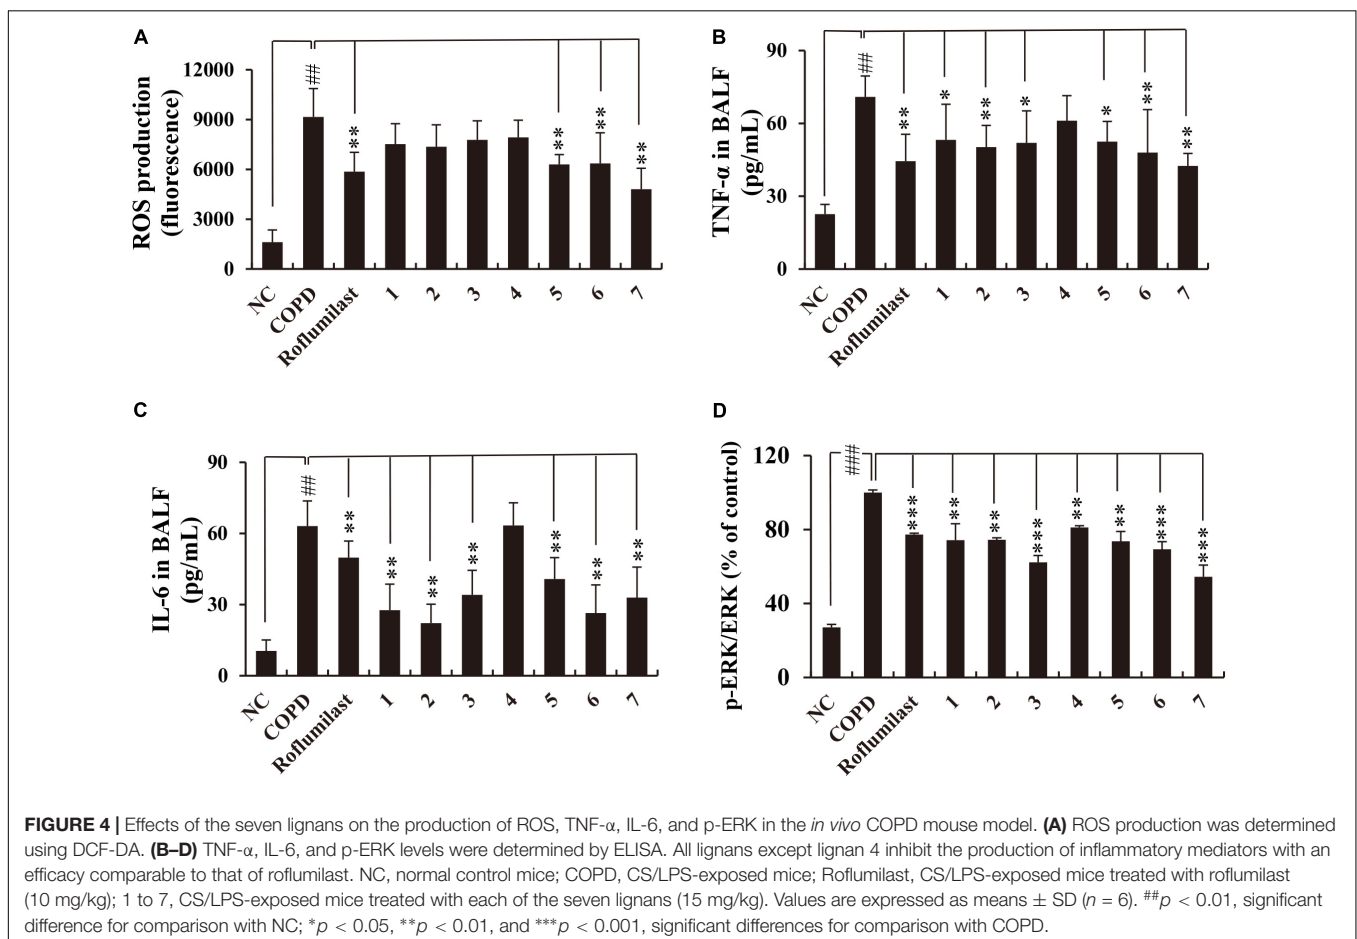 A
ROS production
(fluorescence)
12000
9000
6000
3000
0
##
**
**
**
**
NC
COPD
Roflumilast
1
2
3
4
5
6
7
B
TNF-α in BALF
(pg/mL)
90
60
30
0
##
**
*
**
*
*
**
**
NC
COPD
Roflumilast
1
2
3
4
5
6
7
C
IL-6 in BALF
(pg/mL)
90
60
30
0
##
**
**
**
**
**
**
**
NC
COPD
Roflumilast
1
2
3
4
5
6
7
D
p-ERK/ERK (% of control)
120
80
40
0
###
***
**
**
***
**
**
***
***
NC
COPD
Roflumilast
1
2
3
4
5
6
7
FIGURE 4 | Effects of the seven lignans on the production of ROS, TNF-α, IL-6, and p-ERK in the in vivo COPD mouse model. (A) ROS production was determined
using DCF-DA. (B–D) TNF-α, IL-6, and p-ERK levels were determined by ELISA. All lignans except lignan 4 inhibit the production of inflammatory mediators with an
efficacy comparable to that of roflumilast. NC, normal control mice; COPD, CS/LPS-exposed mice; Roflumilast, CS/LPS-exposed mice treated with roflumilast
(10 mg/kg); 1 to 7, CS/LPS-exposed mice treated with each of the seven lignans (15 mg/kg). Values are expressed as means ± SD (n = 6). ##p < 0.01, significant
difference for comparison with NC; *p < 0.05, **p < 0.01, and ***p < 0.001, significant differences for comparison with COPD.